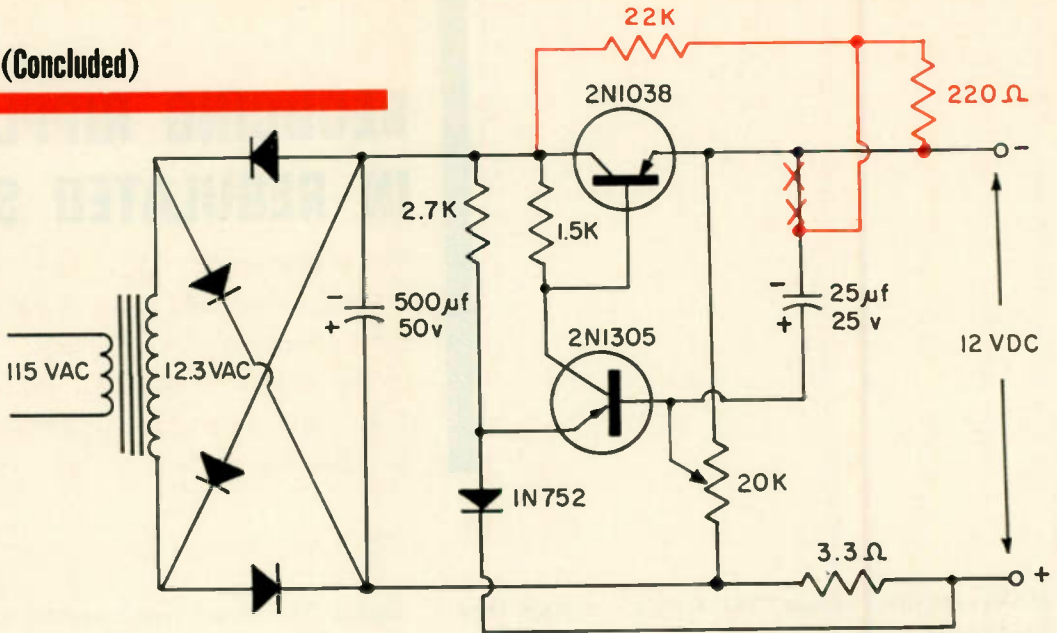 (Concluded)
22K
220Ω
2N1038
2.7K
1.5K
-
+
500μf
50v
2N1305
-
+
25μf
25 v
12 VDC
-
115 VAC
12.3VAC
1N752
20K
3.3Ω
+